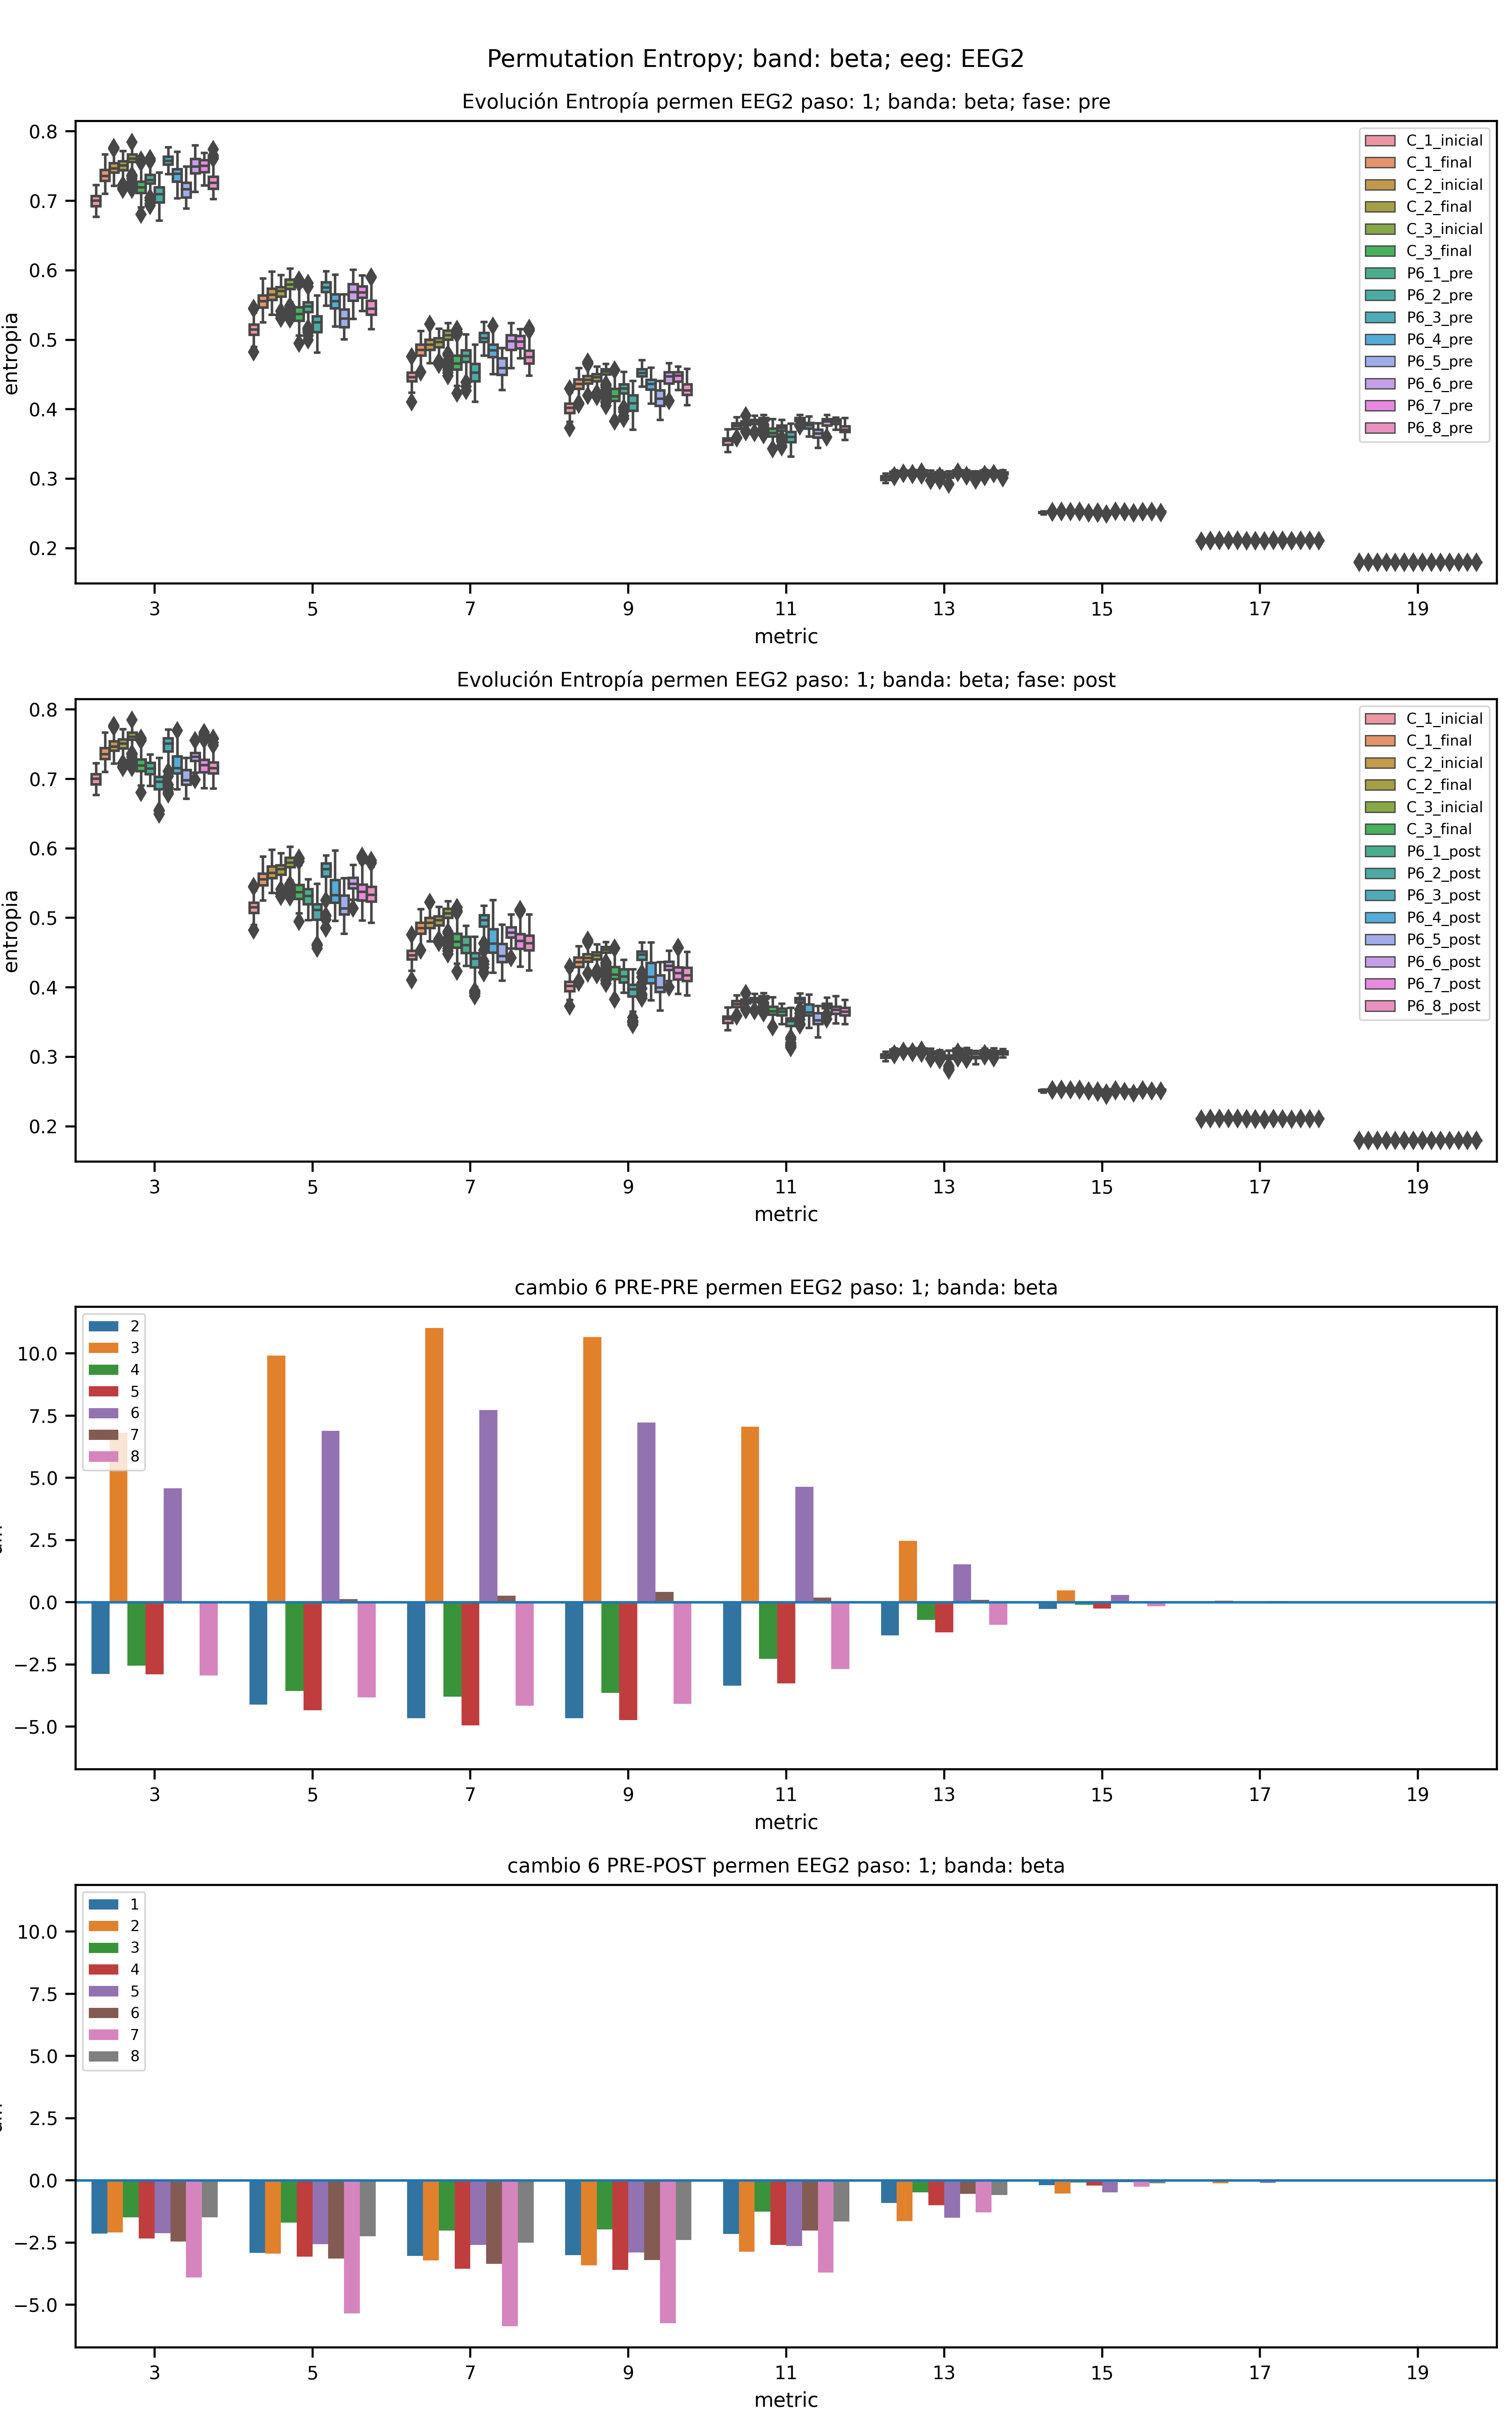 Permutation Entropy; band: beta; eeg: EEG2
Evolución Entropía permen EEG2 paso: 1; banda: beta; fase: pre
0.8
0.7
0.6
0.5
0.4
0.3
0.2
entropia
C_1_inicial
C_1_final
C_2_inicial
C_2_final
C_3_inicial
C_3_final
P6_1_pre
P6_2_pre
P6_3_pre
P6_4_pre
P6_5_pre
P6_6_pre
P6_7_pre
P6_8_pre
3 5 7 9 11 13 15 17 19
metric
Evolución Entropía permen EEG2 paso: 1; banda: beta; fase: post
0.8
0.7
0.6
0.5
0.4
0.3
0.2
entropia
C_1_inicial
C_1_final
C_2_inicial
C_2_final
C_3_inicial
C_3_final
P6_1_post
P6_2_post
P6_3_post
P6_4_post
P6_5_post
P6_6_post
P6_7_post
P6_8_post
3 5 7 9 11 13 15 17 19
metric
cambio 6 PRE-PRE permen EEG2 paso: 1; banda: beta
10.0
7.5
5.0
2.5
0.0
−2.5
−5.0
2
3
4
5
6
7
8
3 5 7 9 11 13 15 17 19
metric
cambio 6 PRE-POST permen EEG2 paso: 1; banda: beta
10.0
7.5
5.0
2.5
0.0
−2.5
−5.0
1
2
3
4
5
6
7
8
3 5 7 9 11 13 15 17 19
metric